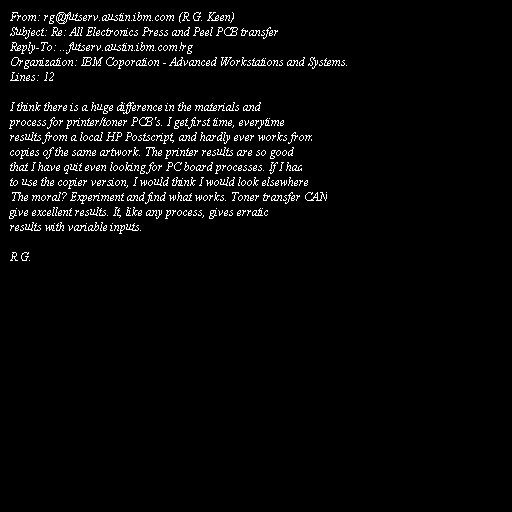 From: rg@futserv.austin.ibm.com (R.G. Keen)
Subject: Re: All Electronics Press and Peel PCB transfer
Reply-To: ...futserv.austin.ibm.com!rg
Organization: IBM Coporation - Advanced Workstations and Systems.
Lines: 12

I think there is a huge difference in the materials and
process for printer/toner PCB's. I get first time, everytime
results from a local HP Postscript, and hardly ever works from
copies of the same artwork. The printer results are so good
that I have quit even looking for PC board processes. If I had
to use the copier version, I would think I would look elsewhere
The moral? Experiment and find what works. Toner transfer CAN
give excellent results. It, like any process, gives erratic
results with variable inputs.

R.G.